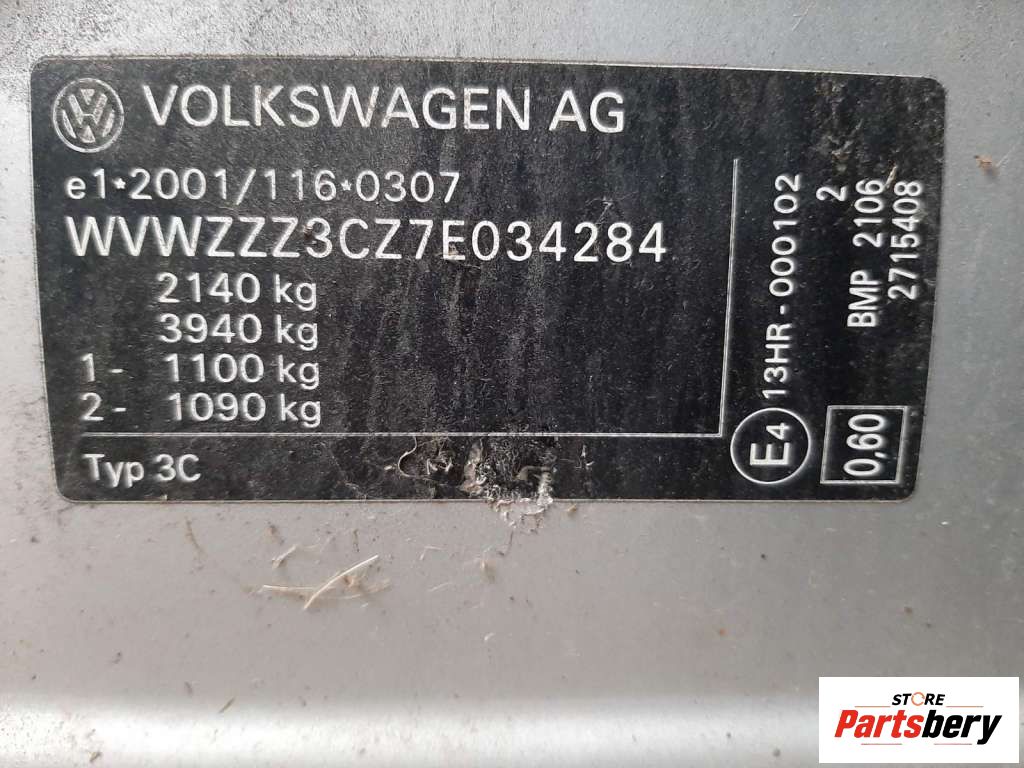 VOLKSWAGEN AG
e1*2001/116*0307
WVWZZZ3CZ7E034284
2140 kg
3940 kg
1- 1100 kg
2- 1090 kg
Typ 3C
E4 13HR-000102
2
BMP 2106
2715408
0,60
STORE
Partsbery